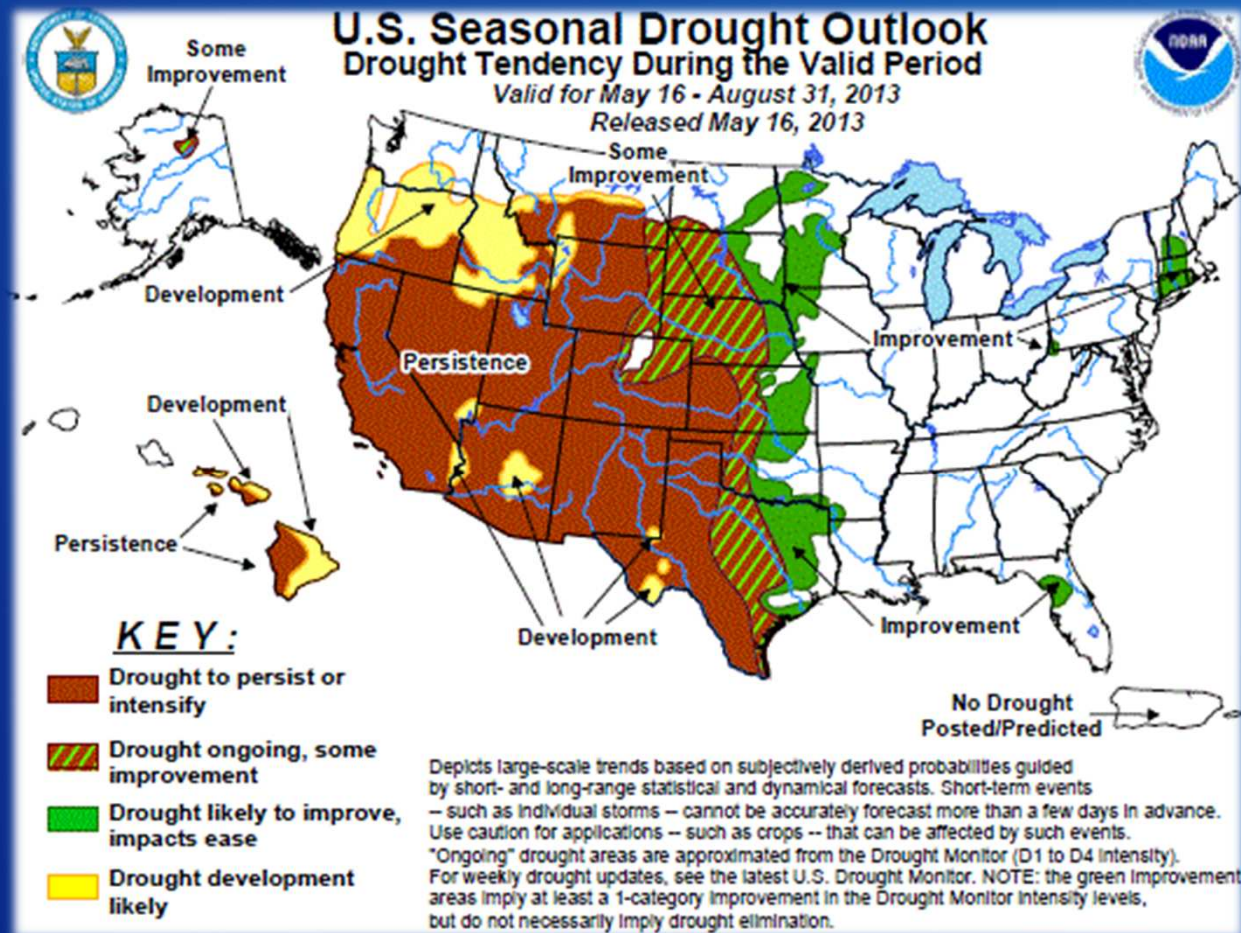 U.S. Seasonal Drought Outlook
Drought Tendency During the Valid Period
Valid for May 16 - August 31, 2013
Released May 16, 2013
NOAA
Some
Improvement
Some
Improvement
Development
Persistence
Improvement
Development
Persistence
Development
Improvement
No Drought
Posted/Predicted
KEY:
Drought to persist or
intensify
Drought ongoing, some
improvement
Drought likely to improve,
impacts ease
Drought development
likely
Depicts large-scale trends based on subjectively derived probabilities guided
by short- and long-range statistical and dynamical forecasts. Short-term events
-- such as individual storms -- cannot be accurately forecast more than a few days in advance.
Use caution for applications -- such as crops -- that can be affected by such events.
"Ongoing" drought areas are approximated from the Drought Monitor (D1 to D4 intensity).
For weekly drought updates, see the latest U.S. Drought Monitor. NOTE: the green improvement
areas imply at least a 1-category improvement in the Drought Monitor intensity levels,
but do not necessarily imply drought elimination.